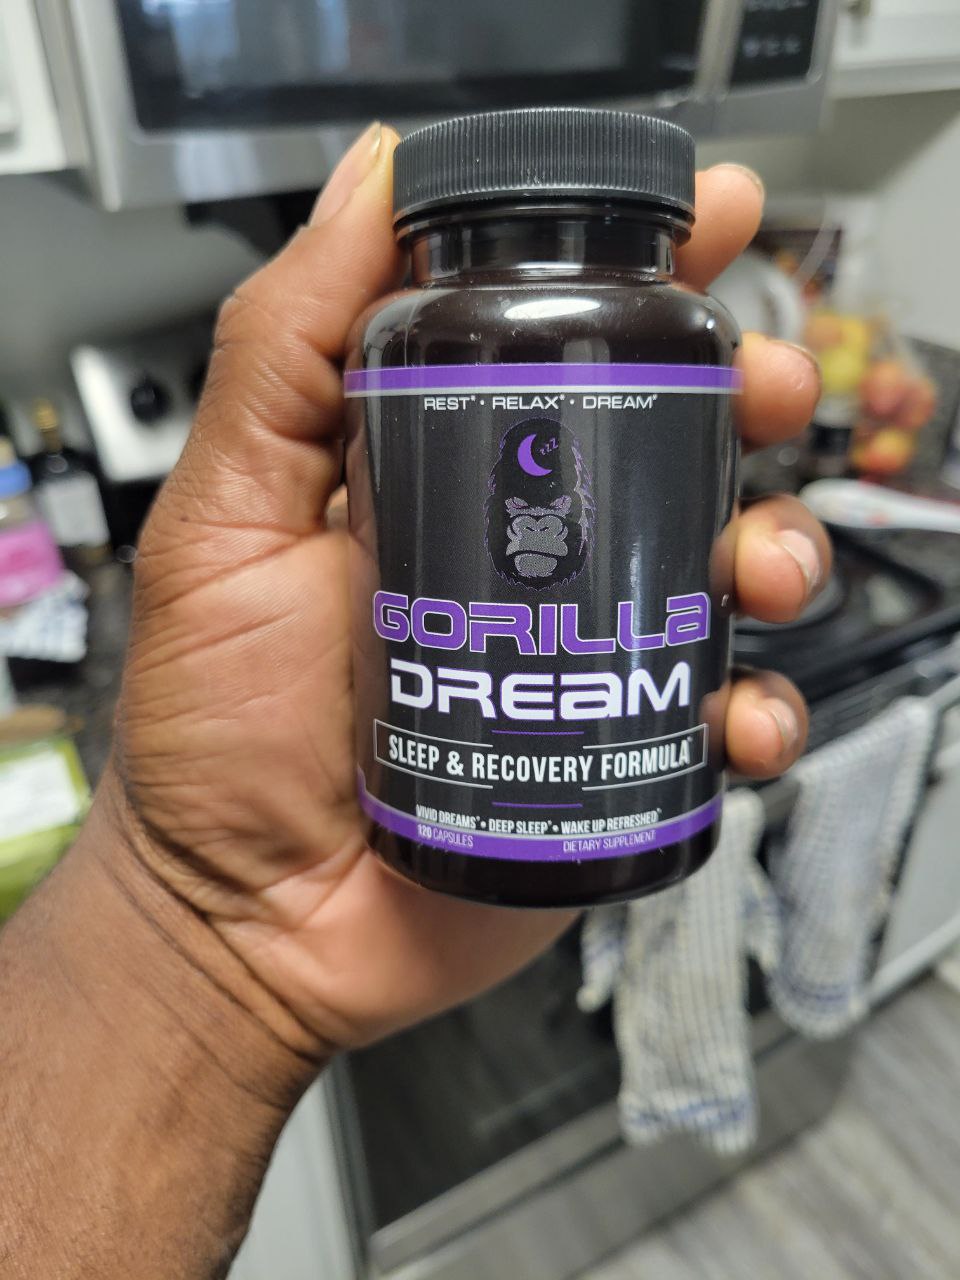 REST* • RELAX* • DREAM*
zzz
GORILLA
DREAM
SLEEP & RECOVERY FORMULA*
VIVID DREAMS* • DEEP SLEEP* • WAKE UP REFRESHED*
120 CAPSULES DIETARY SUPPLEMENT